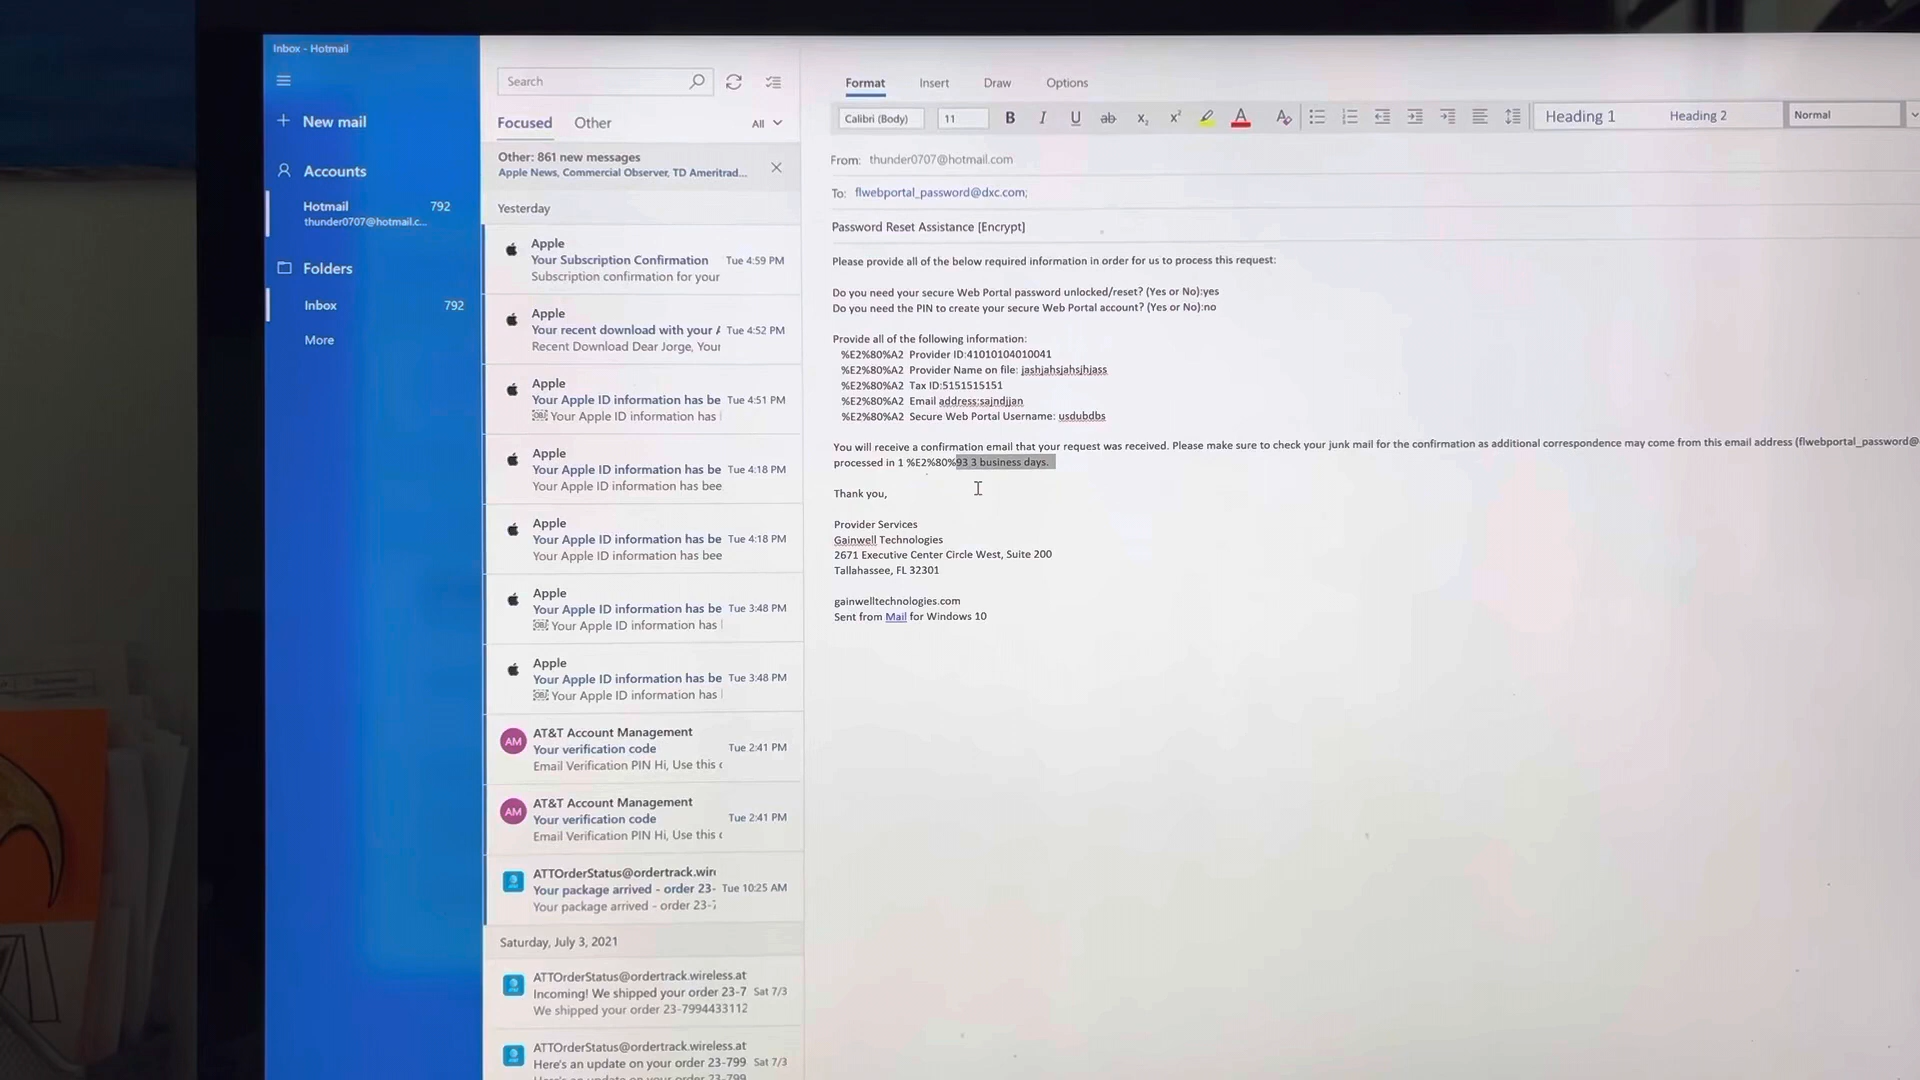 Inbox - Hotmail
New mail
Accounts
Hotmail 792
thunder0707@hotmail.c...
Folders
Inbox 792
More
Search
Focused Other All
Other: 861 new messages
Apple News, Commercial Observer, TD Ameritrad...
Yesterday
Apple
Your Subscription Confirmation Tue 4:59 PM
Subscription confirmation for your
Apple
Your recent download with your A Tue 4:52 PM
Recent Download Dear Jorge, Your
Apple
Your Apple ID information has be Tue 4:51 PM
OBJ Your Apple ID information has
Apple
Your Apple ID information has be Tue 4:18 PM
Your Apple ID information has bee
Apple
Your Apple ID information has be Tue 4:18 PM
Your Apple ID information has bee
Apple
Your Apple ID information has be Tue 3:48 PM
OBJ Your Apple ID information has
Apple
Your Apple ID information has be Tue 3:48 PM
OBJ Your Apple ID information has
AM AT&T Account Management
Your verification code Tue 2:41 PM
Email Verification PIN Hi, Use this c
AM AT&T Account Management
Your verification code Tue 2:41 PM
Email Verification PIN Hi, Use this c
ATTOrderStatus@ordertrack.wir
Your package arrived - order 23- Tue 10:25 AM
Your package arrived - order 23-7
Saturday, July 3, 2021
ATTOrderStatus@ordertrack.wireless.at
Incoming! We shipped your order 23-7 Sat 7/3
We shipped your order 23-7994433112
ATTOrderStatus@ordertrack.wireless.at
Here's an update on your order 23-799 Sat 7/3
Here's an update on your order 23-799
Format Insert Draw Options
Calibri (Body) 11 B I U ab x₂ x² A Heading 1 Heading 2 Normal
From: thunder0707@hotmail.com
To: flwebportal_password@dxc.com;
Password Reset Assistance [Encrypt]
Please provide all of the below required information in order for us to process this request:
Do you need your secure Web Portal password unlocked/reset? (Yes or No):yes
Do you need the PIN to create your secure Web Portal account? (Yes or No):no
Provide all of the following information:
%E2%80%A2 Provider ID:41010104010041
%E2%80%A2 Provider Name on file: jashjahsjahsjhjass
%E2%80%A2 Tax ID:5151515151
%E2%80%A2 Email address:sajndjjan
%E2%80%A2 Secure Web Portal Username: usdubdbs
You will receive a confirmation email that your request was received. Please make sure to check your junk mail for the confirmation as additional correspondence may come from this email address (flwebportal_password@
processed in 1 %E2%80%93 3 business days.
Thank you,
Provider Services
Gainwell Technologies
2671 Executive Center Circle West, Suite 200
Tallahassee, FL 32301
gainwelltechnologies.com
Sent from Mail for Windows 10